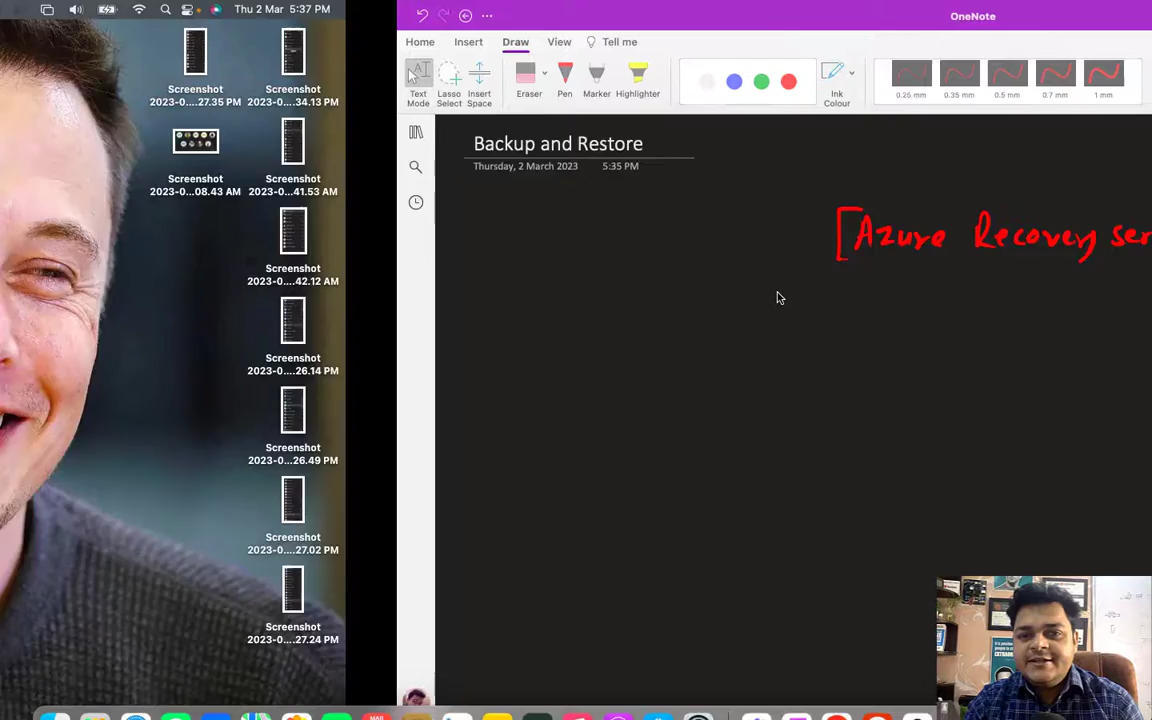 Thu 2 Mar 5:37 PM
Screenshot
2023-0...27.35 PM
Screenshot
2023-0....34.13 PM
Screenshot
2023-0...08.43 AM
Screenshot
2023-0...41.53 AM
Screenshot
2023-0...42.12 AM
Screenshot
2023-0....26.14 PM
Screenshot
2023-0...26.49 PM
Screenshot
2023-0....27.02 PM
Screenshot
2023-0....27.24 PM
OneNote
Home Insert Draw View Tell me
Text Mode
Lasso Select
Insert Space
Eraser
Pen
Marker
Highlighter
Ink Colour
0.25 mm 0.35 mm 0.5 mm 0.7 mm 1 mm
Backup and Restore
Thursday, 2 March 2023 5:35 PM
[Azure Recovery ser